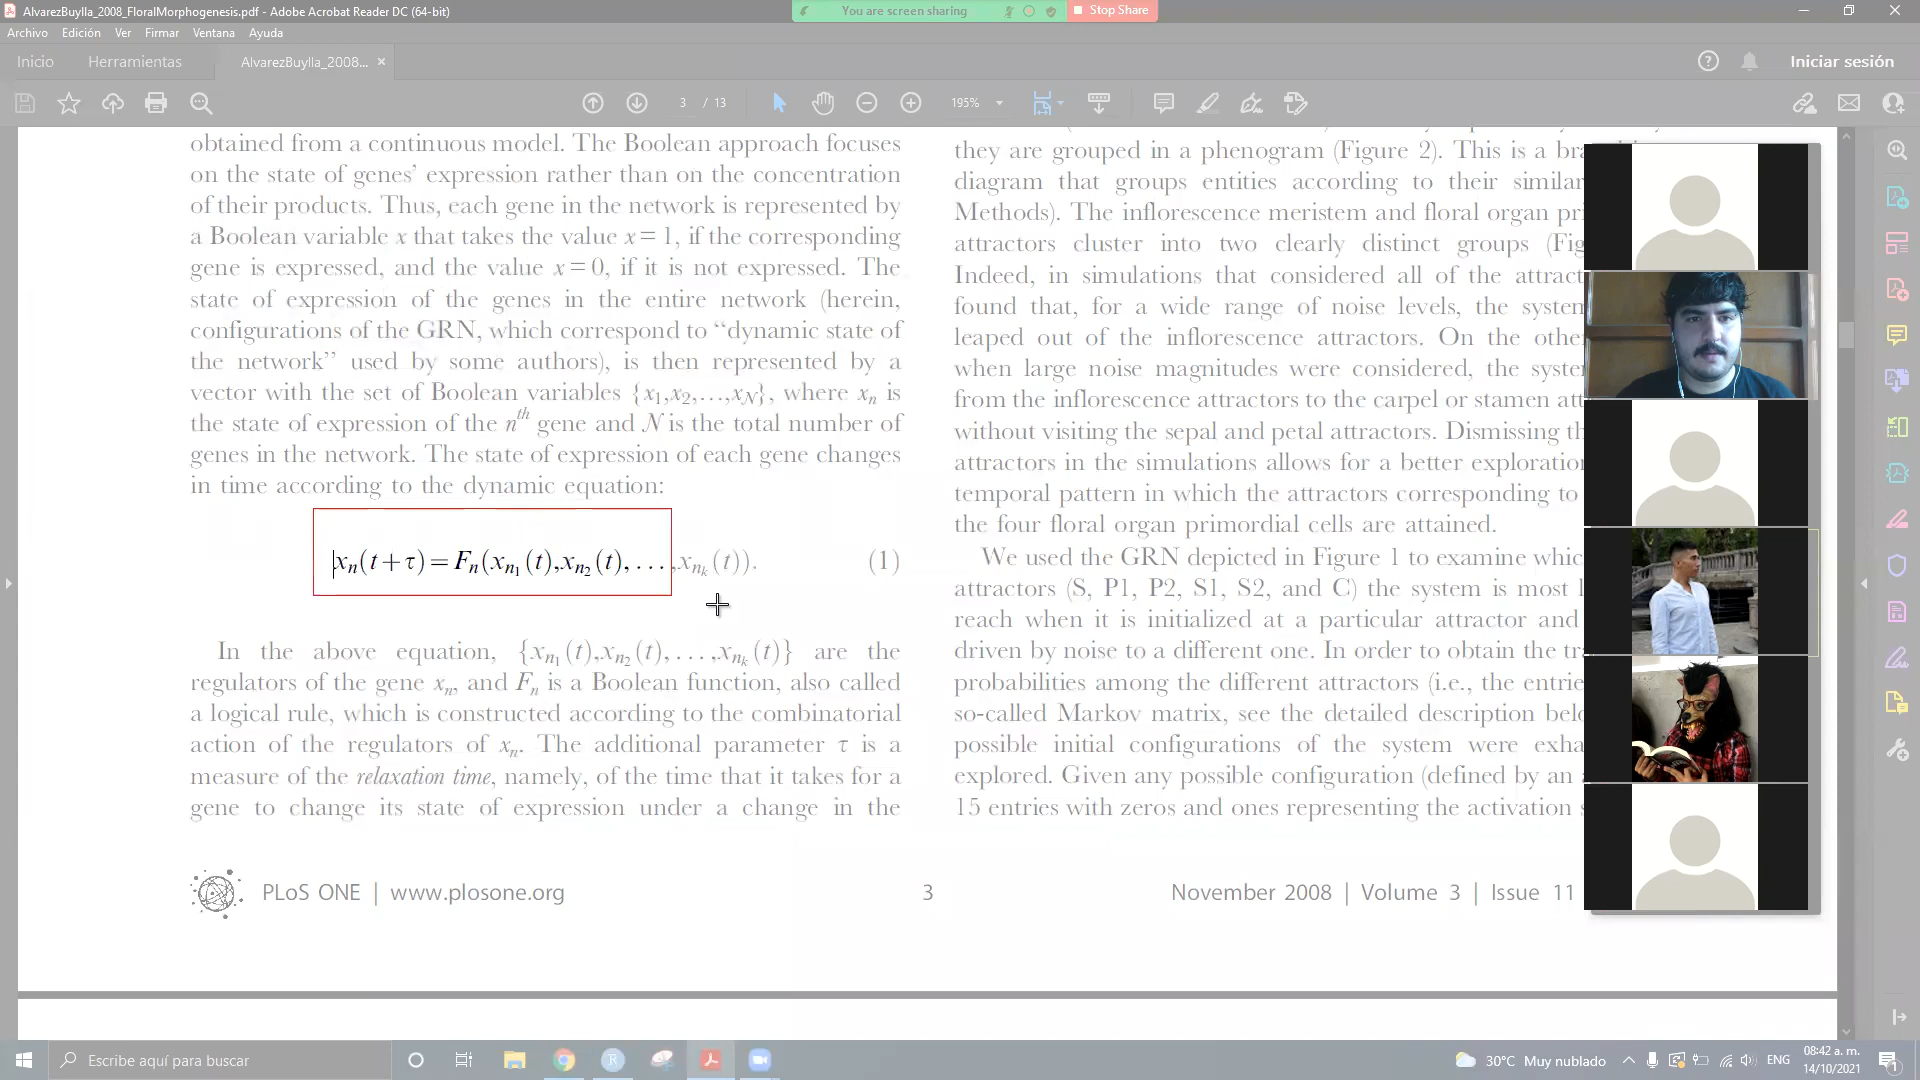 AlvarezBuylla_2008_FloralMorphogenesis.pdf - Adobe Acrobat Reader DC (64-bit)
You are screen sharing
Stop Share
Archivo Edición Ver Firmar Ventana Ayuda
Inicio Herramientas AlvarezBuylla_2008... ×
Iniciar sesión
3 / 13
195%
obtained from a continuous model. The Boolean approach focuses
on the state of genes' expression rather than on the concentration
of their products. Thus, each gene in the network is represented by
a Boolean variable x that takes the value x = 1, if the corresponding
gene is expressed, and the value x = 0, if it is not expressed. The
state of expression of the genes in the entire network (herein,
configurations of the GRN, which correspond to “dynamic state of
the network” used by some authors), is then represented by a
vector with the set of Boolean variables {x1,x2,…,xN}, where xn is
the state of expression of the nth gene and N is the total number of
genes in the network. The state of expression of each gene changes
in time according to the dynamic equation:
xn(t+τ)=Fn(xn1(t),xn2(t),...,xnk(t)). (1)
In the above equation, {xn1(t),xn2(t),...,xnk(t)} are the
regulators of the gene xn, and Fn is a Boolean function, also called
a logical rule, which is constructed according to the combinatorial
action of the regulators of xn. The additional parameter τ is a
measure of the relaxation time, namely, of the time that it takes for a
gene to change its state of expression under a change in the
they are grouped in a phenogram (Figure 2). This is a
diagram that groups entities according to their
Methods). The inflorescence meristem and floral organ
attractors cluster into two clearly distinct groups
Indeed, in simulations that considered all of the
found that, for a wide range of noise levels, the system
leaped out of the inflorescence attractors. On the
when large noise magnitudes were considered, the
from the inflorescence attractors to the carpel or stamen
without visiting the sepal and petal attractors. Dismissing
attractors in the simulations allows for a better
temporal pattern in which the attractors corresponding to
the four floral organ primordial cells are attained.
We used the GRN depicted in Figure 1 to examine
attractors (S, P1, P2, S1, S2, and C) the system is most
reach when it is initialized at a particular attractor and
driven by noise to a different one. In order to obtain the
probabilities among the different attractors (i.e., the
so-called Markov matrix, see the detailed description
possible initial configurations of the system were
explored. Given any possible configuration (defined by an
15 entries with zeros and ones representing the activation
PLoS ONE | www.plosone.org
3
November 2008 | Volume 3 | Issue 11
Escribe aquí para buscar
30°C Muy nublado
ENG
08:42 a. m.
14/10/2021
1